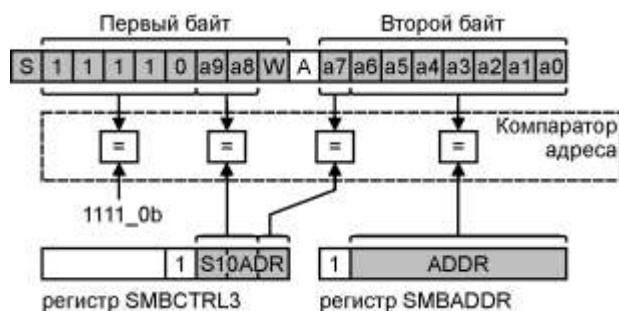 Первый байт Второй байт
S 1 1 1 1 0 a9 a8 W A a7 a6 a5 a4 a3 a2 a1 a0
Компаратор
= = = =
адреса
1111_0b
1 S10ADR 1 ADDR
регистр SMBCTRL3 регистр SMBADDR